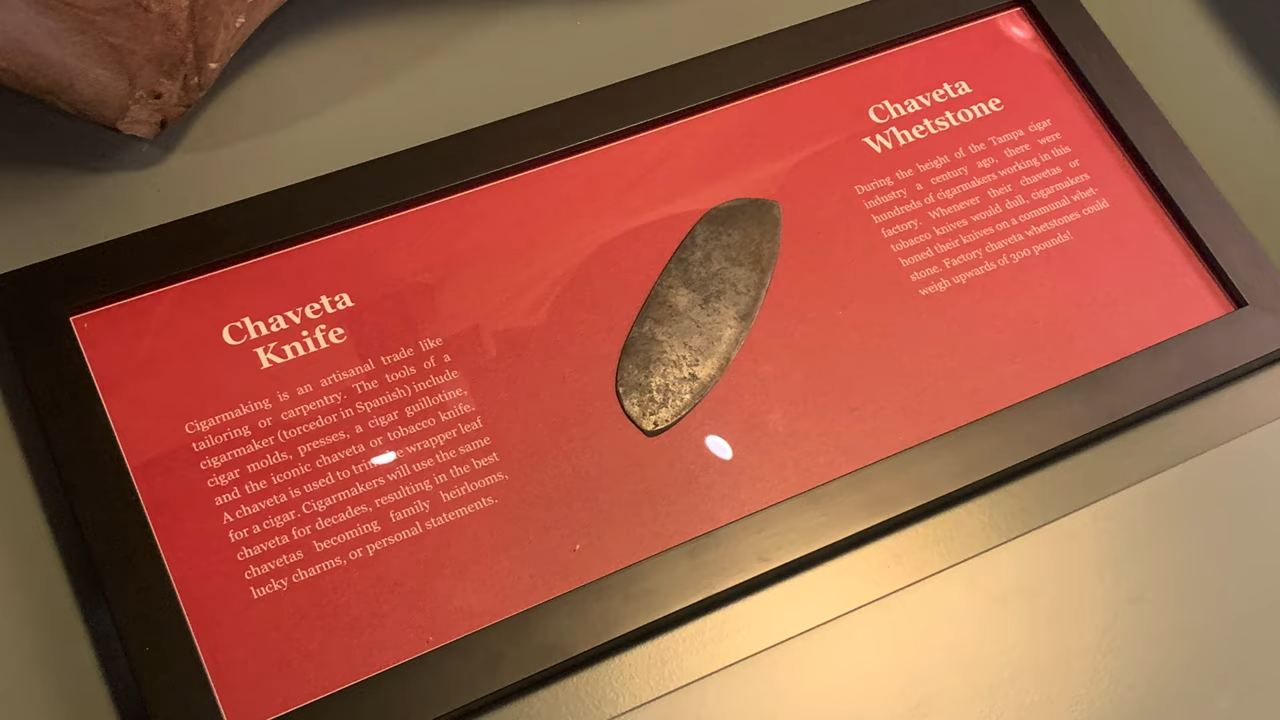 Chaveta
Knife
Cigarmaking is an artisanal trade like
tailoring or carpentry. The tools of a
cigarmaker (torcedor in Spanish) include
cigar molds, presses, a cigar guillotine,
and the iconic chaveta or tobacco knife.
A chaveta is used to trim the wrapper leaf
for a cigar. Cigarmakers will use the same
chaveta for decades, resulting in the best
chavetas becoming family heirlooms,
lucky charms, or personal statements.
Chaveta
Whetstone
During the height of the Tampa cigar
industry a century ago, there were
hundreds of cigarmakers working in this
factory. Whenever their chavetas or
tobacco knives would dull, cigarmakers
honed their knives on a communal whet-
stone. Factory chaveta whetstones could
weigh upwards of 300 pounds!